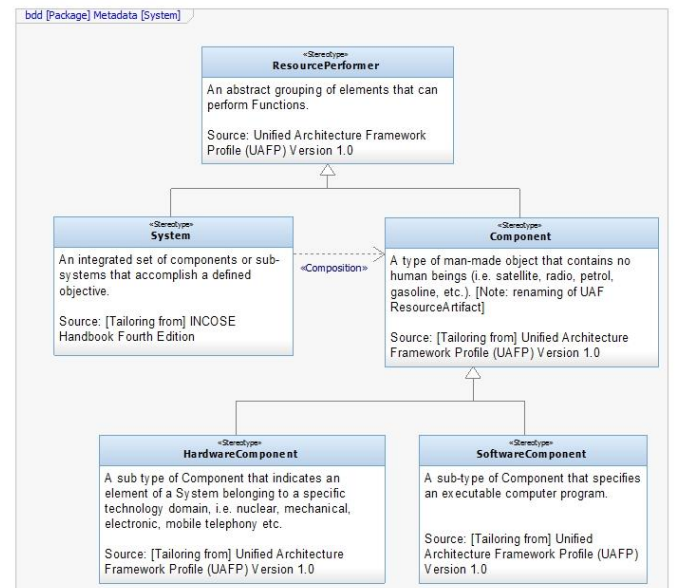 bdd [Package] Metadata [System]
«Stereotype»
ResourcePerformer
An abstract grouping of elements that can
perform Functions.
Source: Unified Architecture Framework
Profile (UAFP) Version 1.0
«Stereotype»
System
An integrated set of components or sub-
systems that accomplish a defined
objective.
Source: [Tailoring from] INCOSE
Handbook Fourth Edition
«Composition»
«Stereotype»
Component
A type of man-made object that contains no
human beings (i.e. satellite, radio, petrol,
gasoline, etc.). [Note: renaming of UAF
ResourceArtifact]
Source: [Tailoring from] Unified Architecture
Framework Profile (UAFP) Version 1.0
«Stereotype»
HardwareComponent
A sub type of Component that indicates an
element of a System belonging to a specific
technology domain, i.e. nuclear, mechanical,
electronic, mobile telephony etc.
Source: [Tailoring from] Unified Architecture
Framework Profile (UAFP) Version 1.0
«Stereotype»
SoftwareComponent
A sub-type of Component that specifies
an executable computer program.
Source: [Tailoring from] Unified
Architecture Framework Profile (UAFP)
Version 1.0